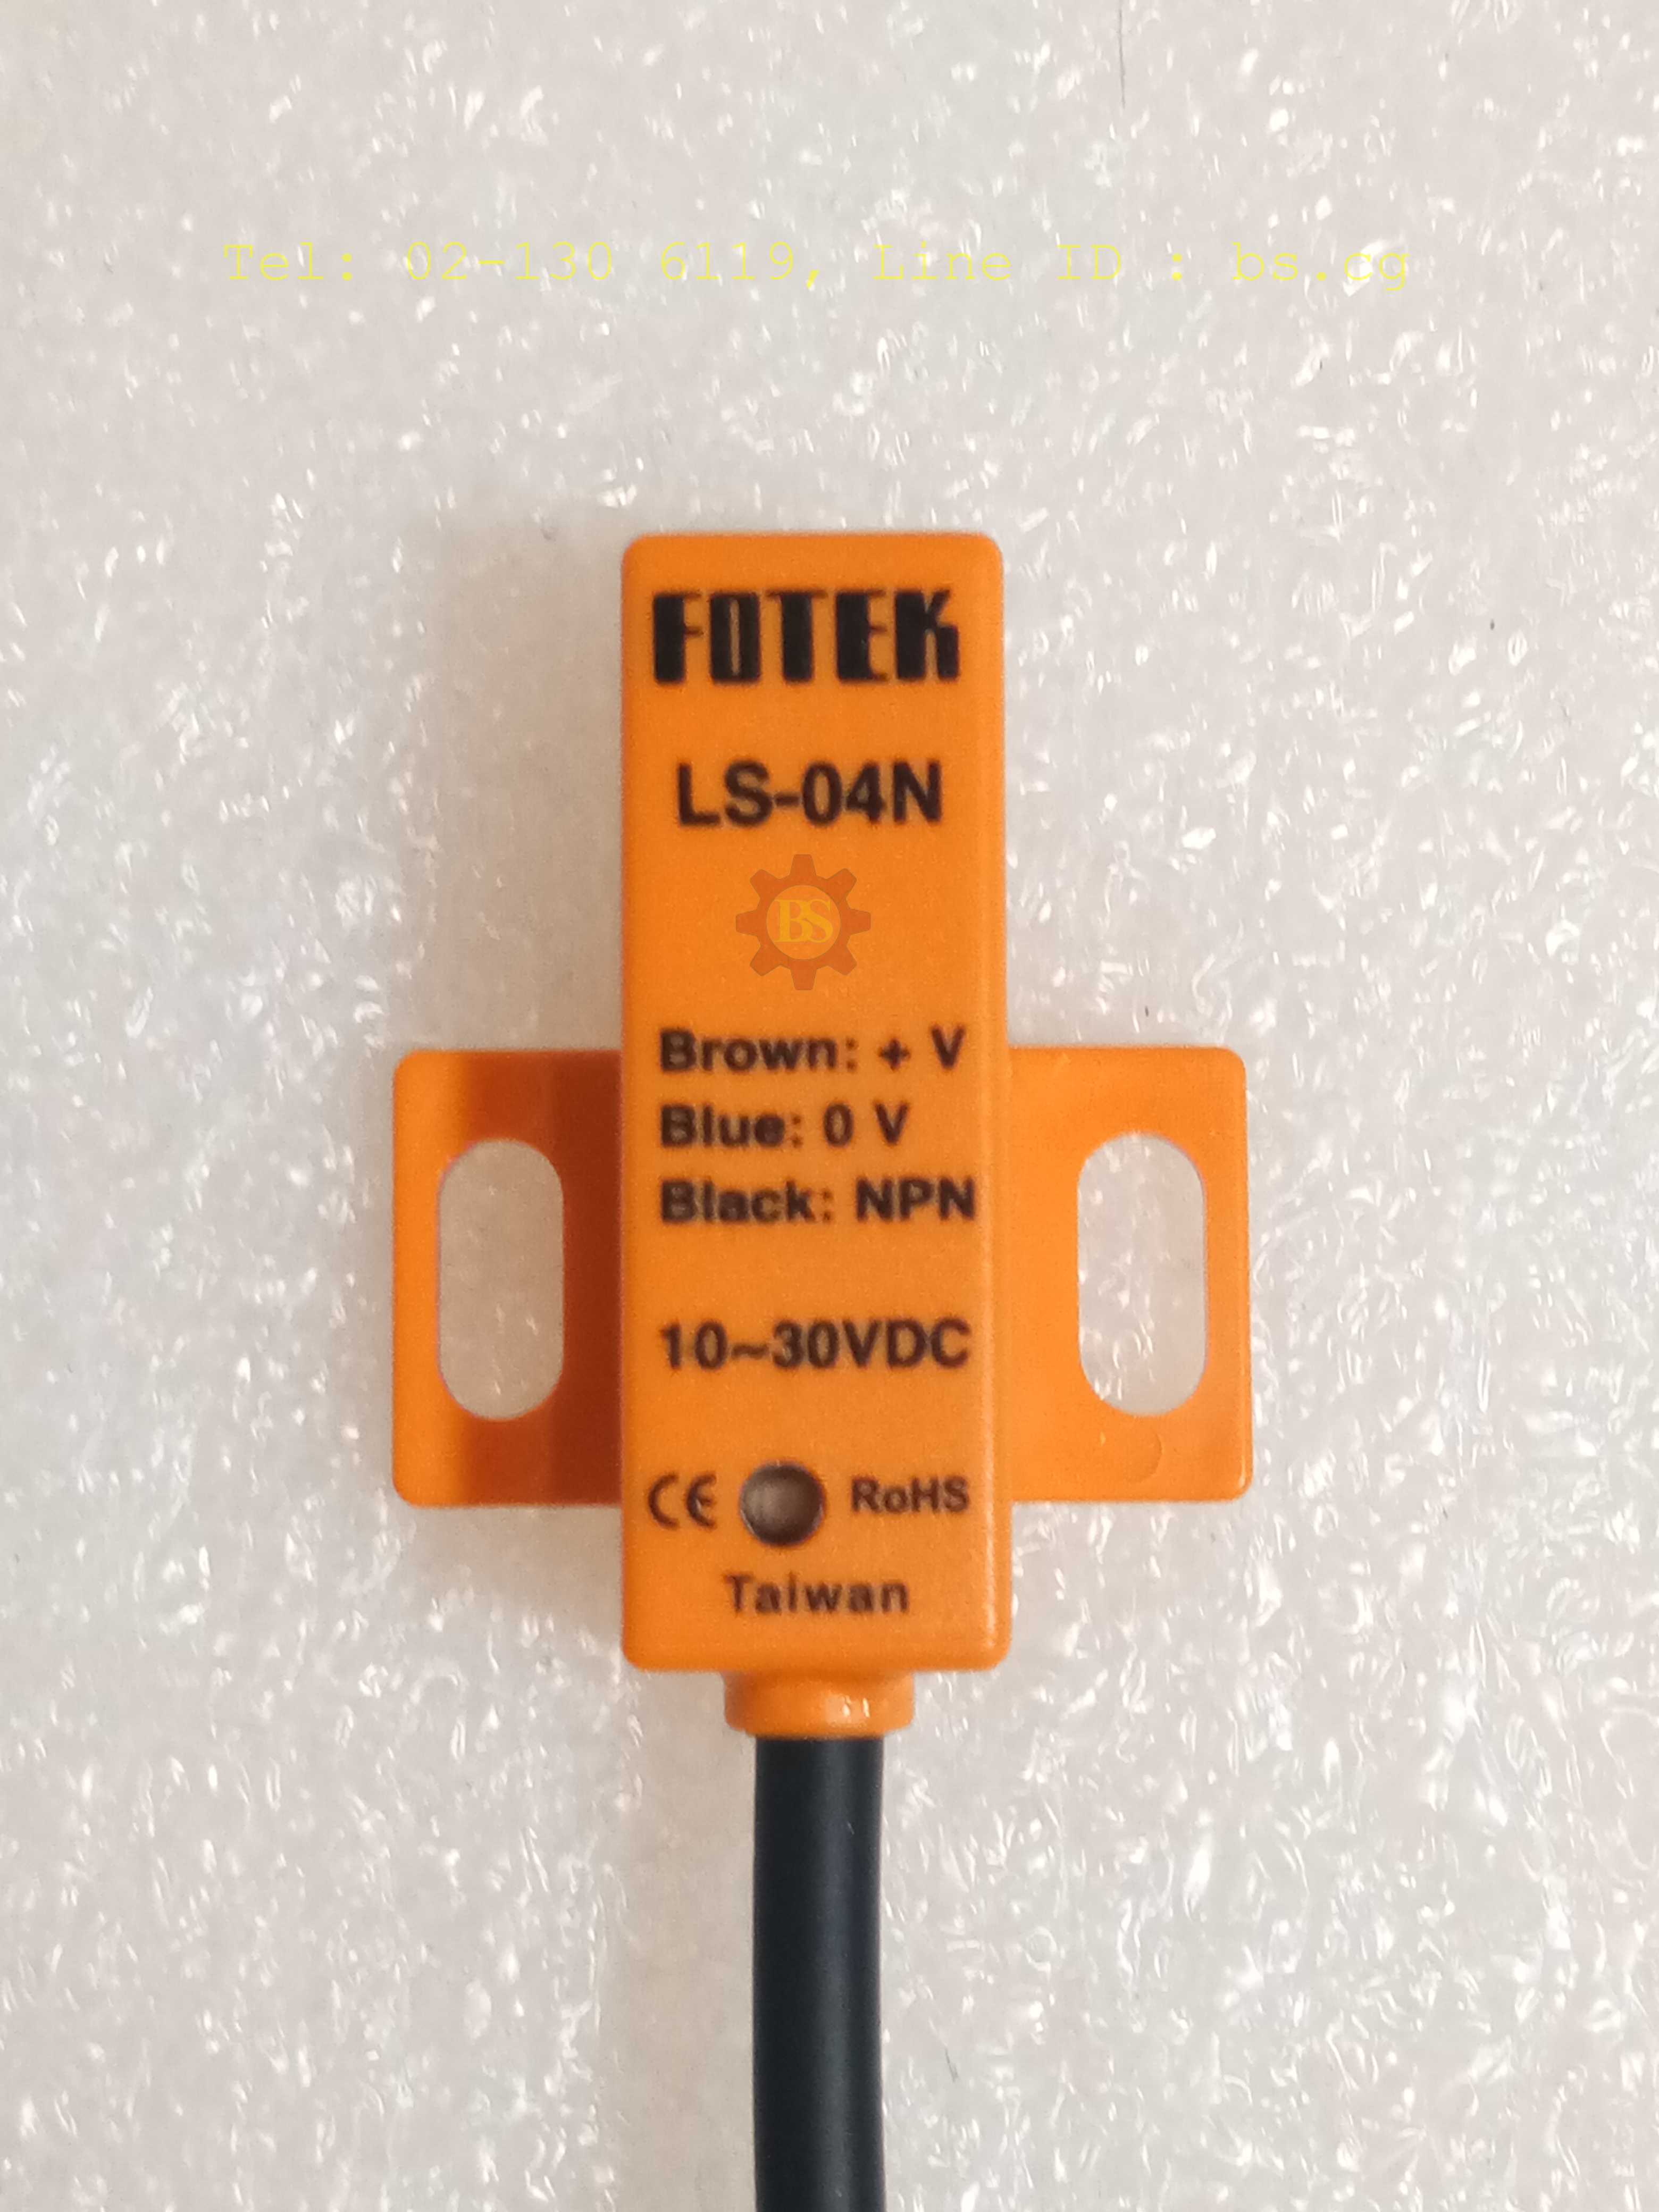 Tel: 02-130 6119, Line ID : bs.cg
FOTEK
LS-04N
BS
Brown: + V
Blue: 0 V
Black: NPN
10~30VDC
CE RoHS
Taiwan